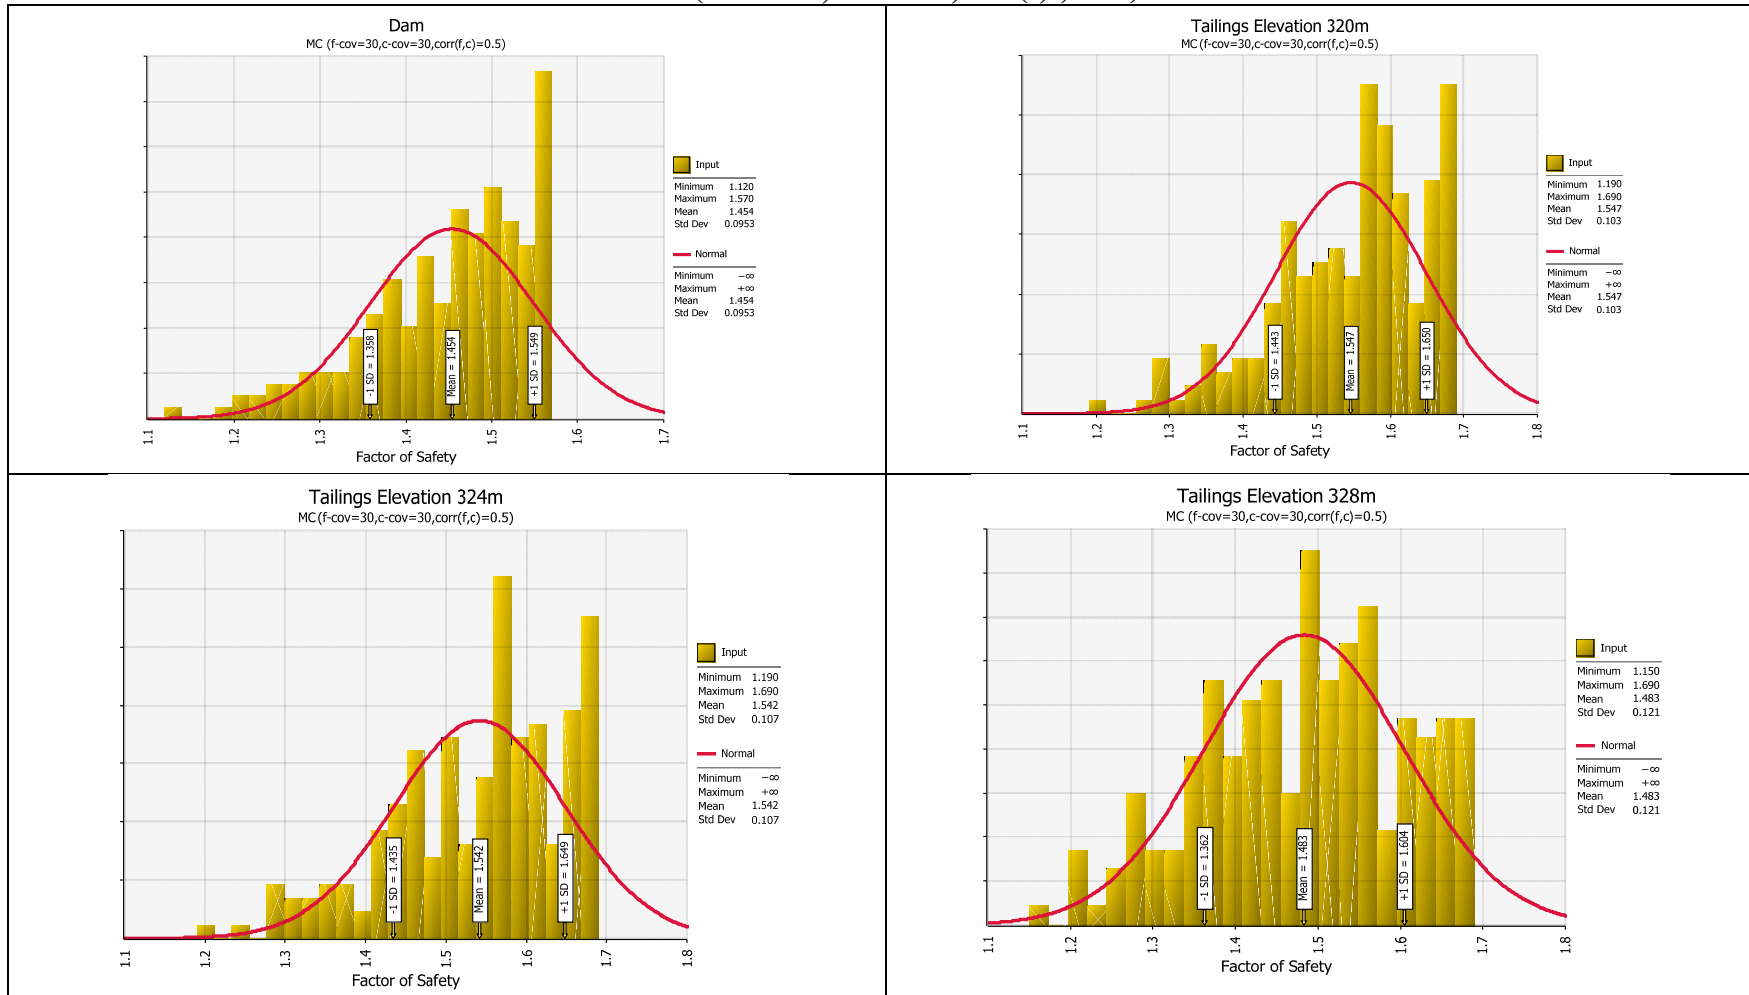 Dam
MC (f-cov=30,c-cov=30,corr(f,c)=0.5)
-1 SD = 1.358
Mean = 1.454
+1 SD = 1.549
1.1 1.2 1.3 1.4 1.5 1.6 1.7
Factor of Safety
Input
Minimum 1.120
Maximum 1.570
Mean 1.454
Std Dev 0.0953
Normal
Minimum −∞
Maximum +∞
Mean 1.454
Std Dev 0.0953
Tailings Elevation 320m
MC (f-cov=30,c-cov=30,corr(f,c)=0.5)
-1 SD = 1.443
Mean = 1.547
+1 SD = 1.650
1.1 1.2 1.3 1.4 1.5 1.6 1.7 1.8
Factor of Safety
Input
Minimum 1.190
Maximum 1.690
Mean 1.547
Std Dev 0.103
Normal
Minimum −∞
Maximum +∞
Mean 1.547
Std Dev 0.103
Tailings Elevation 324m
MC (f-cov=30,c-cov=30,corr(f,c)=0.5)
-1 SD = 1.435
Mean = 1.542
+1 SD = 1.649
1.1 1.2 1.3 1.4 1.5 1.6 1.7 1.8
Factor of Safety
Input
Minimum 1.190
Maximum 1.690
Mean 1.542
Std Dev 0.107
Normal
Minimum −∞
Maximum +∞
Mean 1.542
Std Dev 0.107
Tailings Elevation 328m
MC (f-cov=30,c-cov=30,corr(f,c)=0.5)
-1 SD = 1.362
Mean = 1.483
+1 SD = 1.604
1.1 1.2 1.3 1.4 1.5 1.6 1.7 1.8
Factor of Safety
Input
Minimum 1.150
Maximum 1.690
Mean 1.483
Std Dev 0.121
Normal
Minimum −∞
Maximum +∞
Mean 1.483
Std Dev 0.121